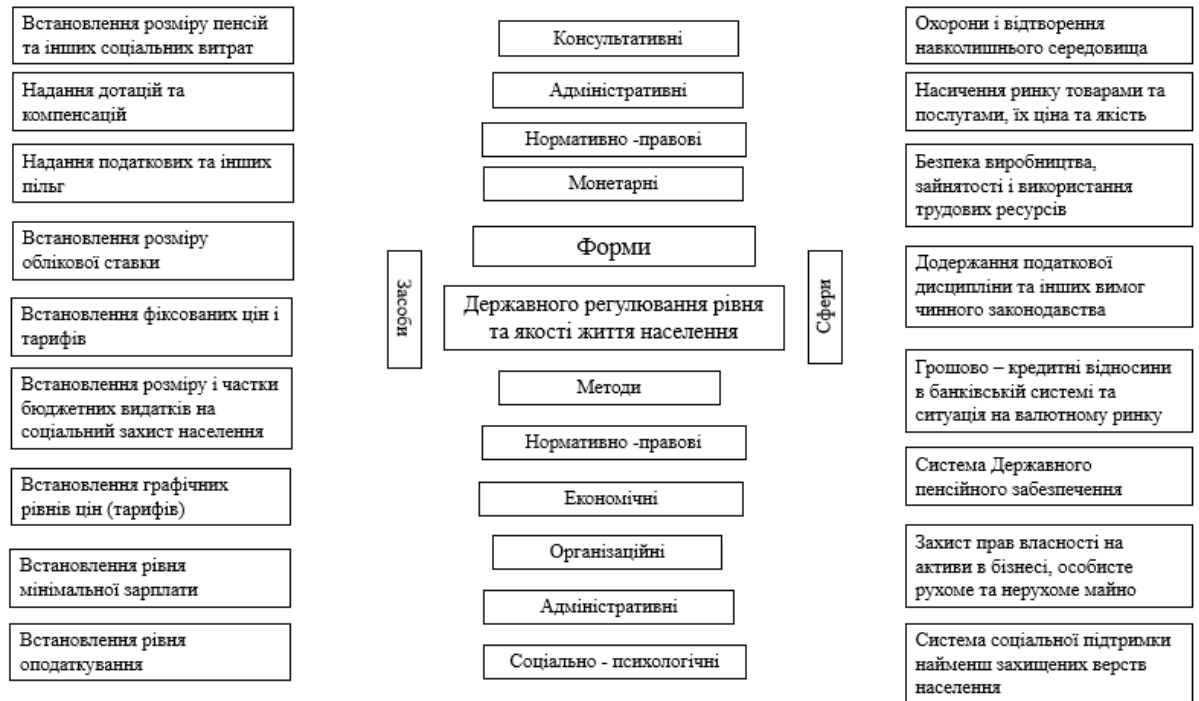 Встановлення розміру пенсій
та інших соціальних витрат
Надання дотацій та
компенсацій
Надання податкових та інших
пільг
Встановлення розміру
облікової ставки
Встановлення фіксованих цін і
тарифів
Встановлення розміру і частки
бюджетних видатків на
соціальний захист населення
Встановлення графічних
рівнів цін (тарифів)
Встановлення рівня
мінімальної зарплати
Встановлення рівня
оподаткування
Засоби
Консультативні
Адміністративні
Нормативно -правові
Монетарні
Форми
Державного регулювання рівня
та якості життя населення
Методи
Нормативно -правові
Економічні
Організаційні
Адміністративні
Соціально - психологічні
Сфери
Охорони і відтворення
навколишнього середовища
Насичення ринку товарами та
послугами, їх ціна та якість
Безпека виробництва,
зайнятості і використання
трудових ресурсів
Додержання податкової
дисципліни та інших вимог
чинного законодавства
Грошово – кредитні відносини
в банківській системі та
ситуація на валютному ринку
Система Державного
пенсійного забезпечення
Захист прав власності на
активи в бізнесі, особисте
рухоме та нерухоме майно
Система соціальної підтримки
найменш захищених верств
населення